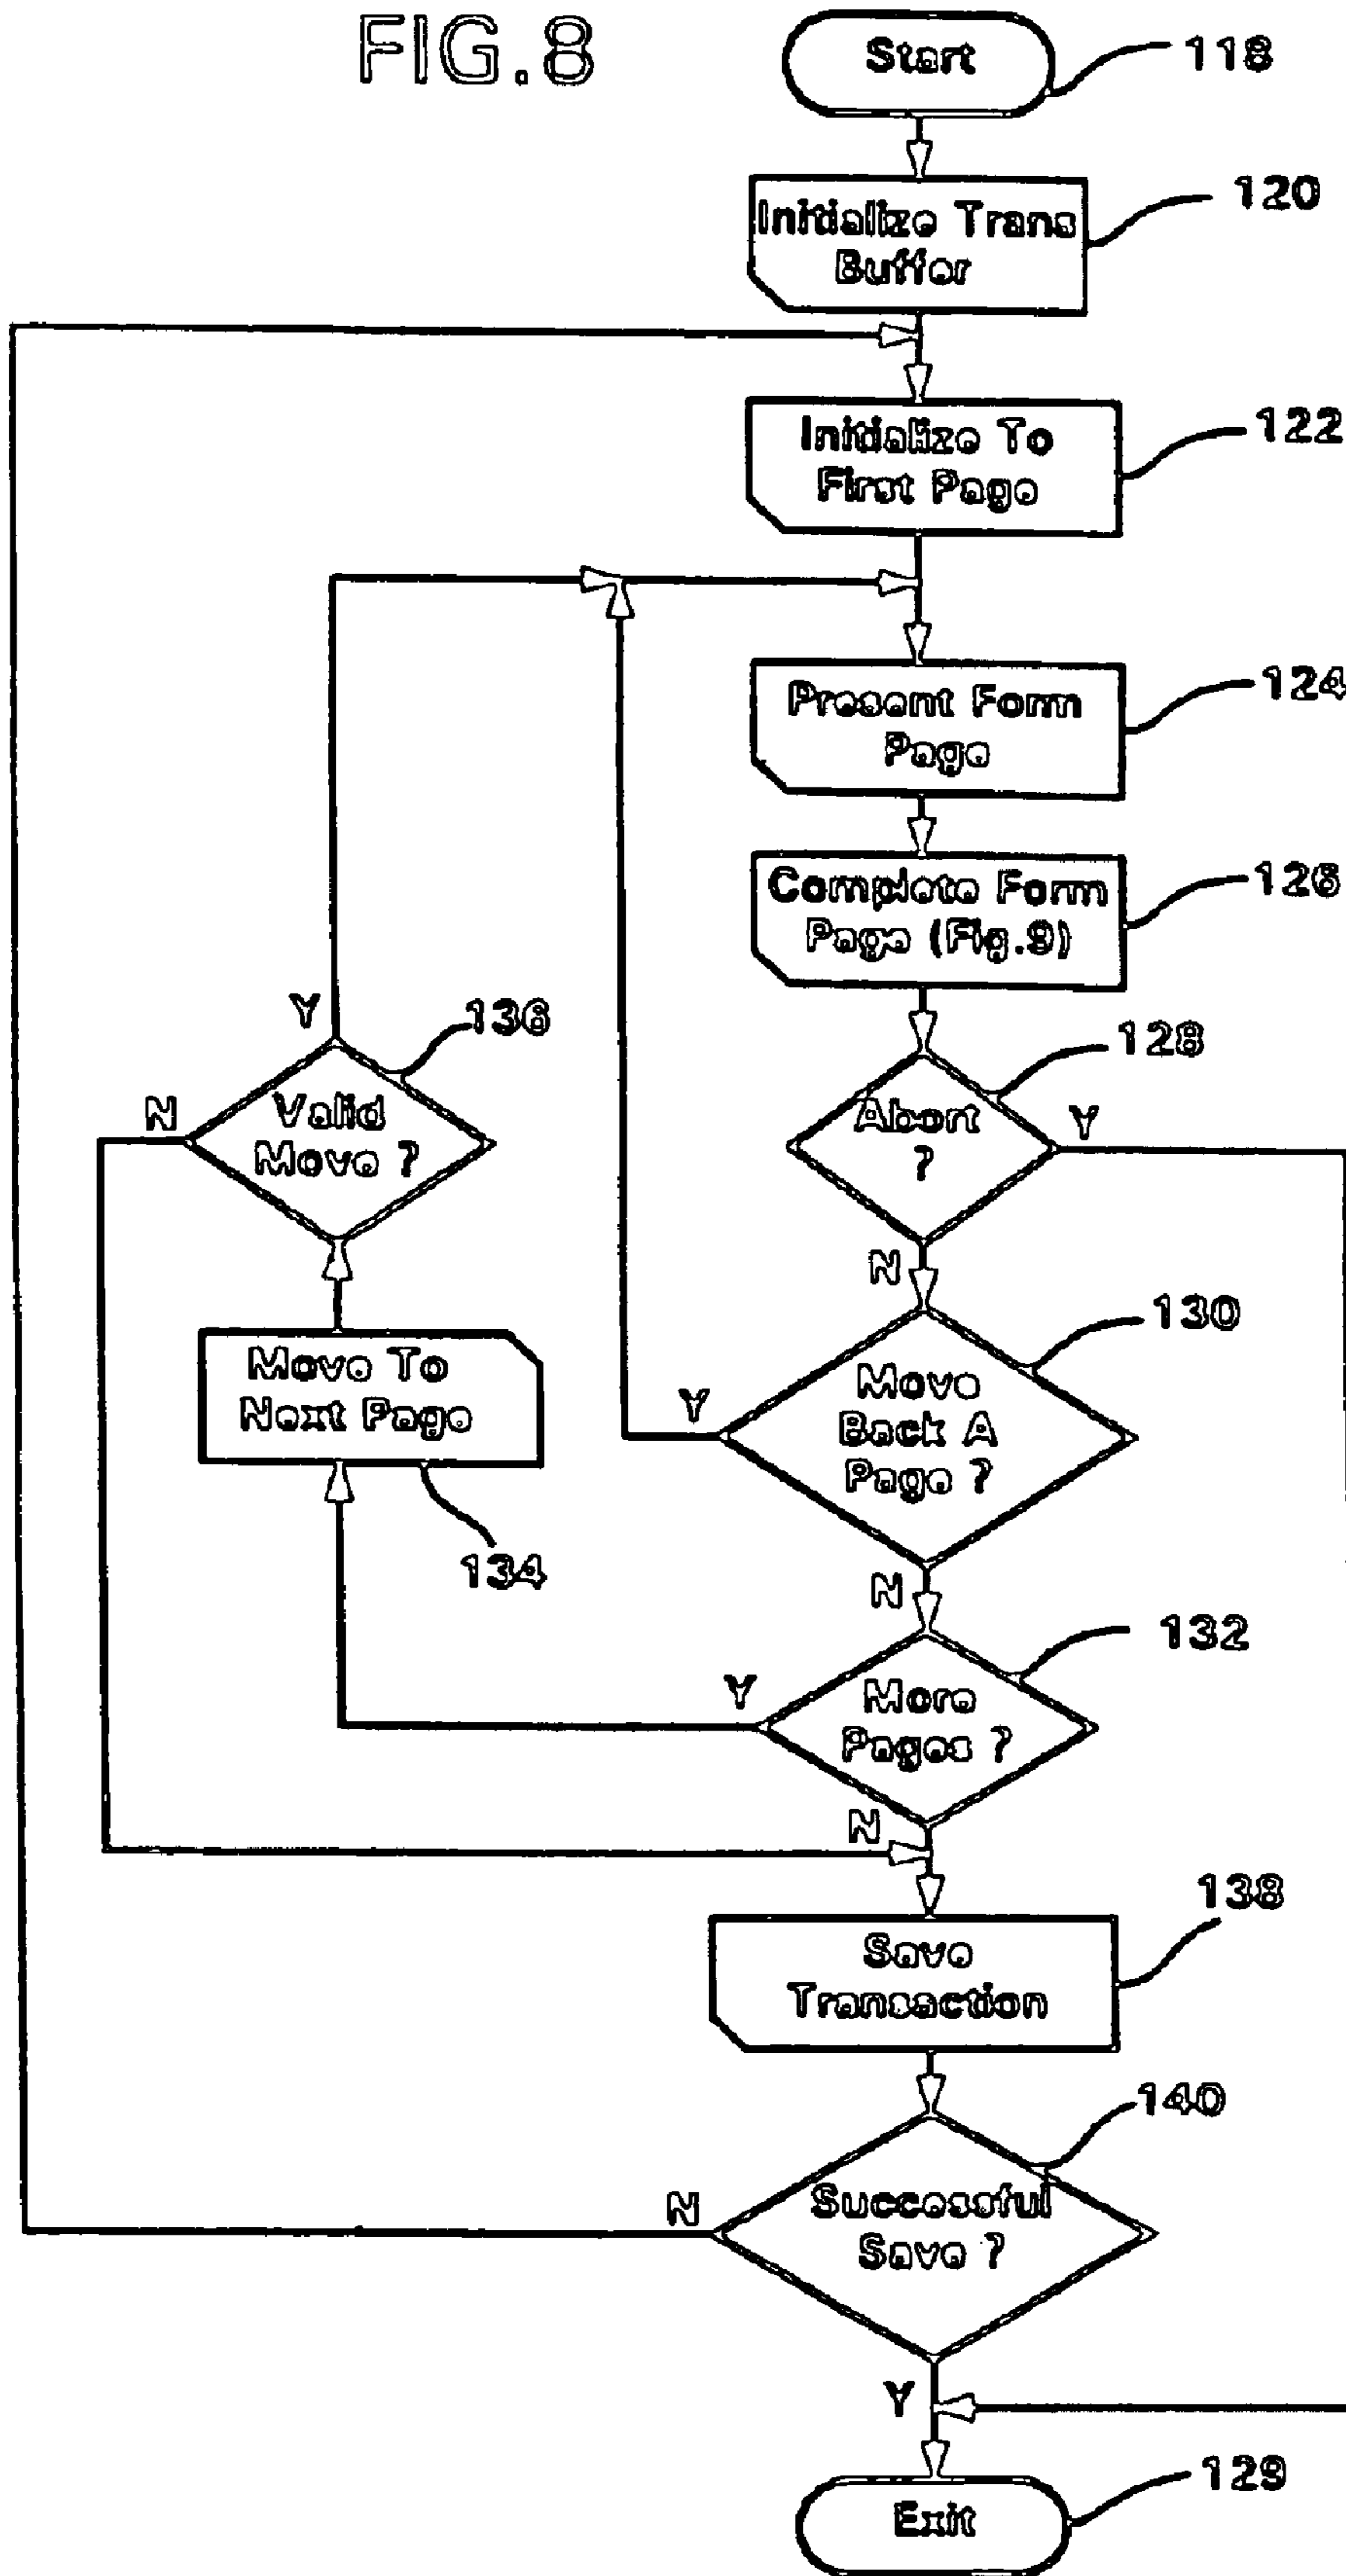 FIG.8
Start
118
Initialize Trans
Buffer
120
Initialize To
First Page
122
Present Form
Page
124
Complete Form
Page (Fig.9)
126
Y
136
Valid
Move ?
N
128
Abort
?
Y
N
130
Move
Back A
Page ?
Y
Move To
Next Page
134
N
132
More
Pages ?
Y
N
138
Save
Transaction
140
Successful
Save ?
N
Y
129
Exit